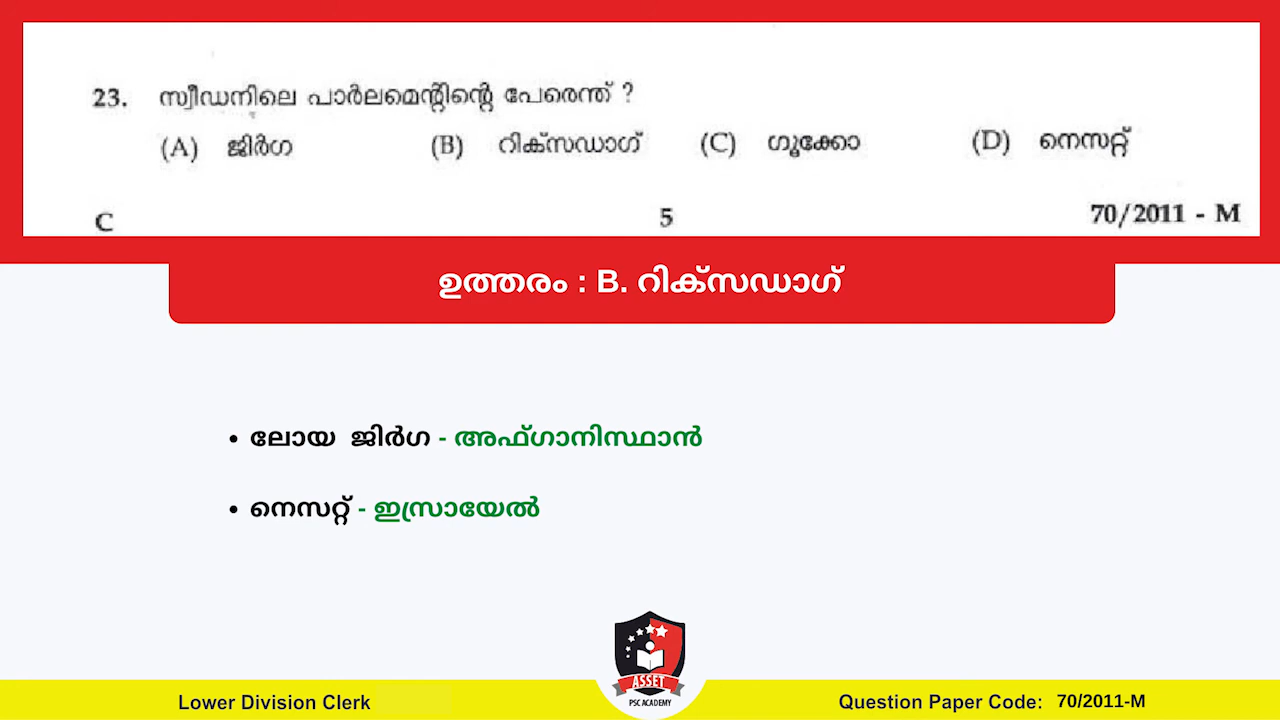 23. സ്വീഡനിലെ പാർലമെന്റിന്റെ പേരെന്ത് ?
(A) ജിർഗ (B) റിക്സഡാഗ് (C) ഗൂക്കോ (D) നെസറ്റ്
C 5 70/2011 - M
ഉത്തരം : B. റിക്സഡാഗ്
• ലോയ ജിർഗ - അഫ്ഗാനിസ്ഥാൻ
• നെസറ്റ് - ഇസ്രായേൽ
ASSET
PSC ACADEMY
Lower Division Clerk Question Paper Code: 70/2011-M